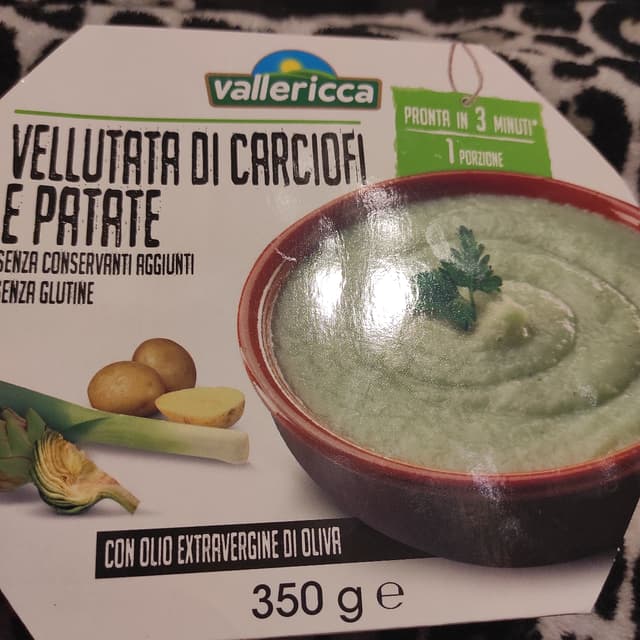 vallericca
PRONTA IN 3 MINUTI*
1 PORZIONE
VELLUTATA DI CARCIOFI
E PATATE
SENZA CONSERVANTI AGGIUNTI
SENZA GLUTINE
CON OLIO EXTRAVERGINE DI OLIVA
350 g e